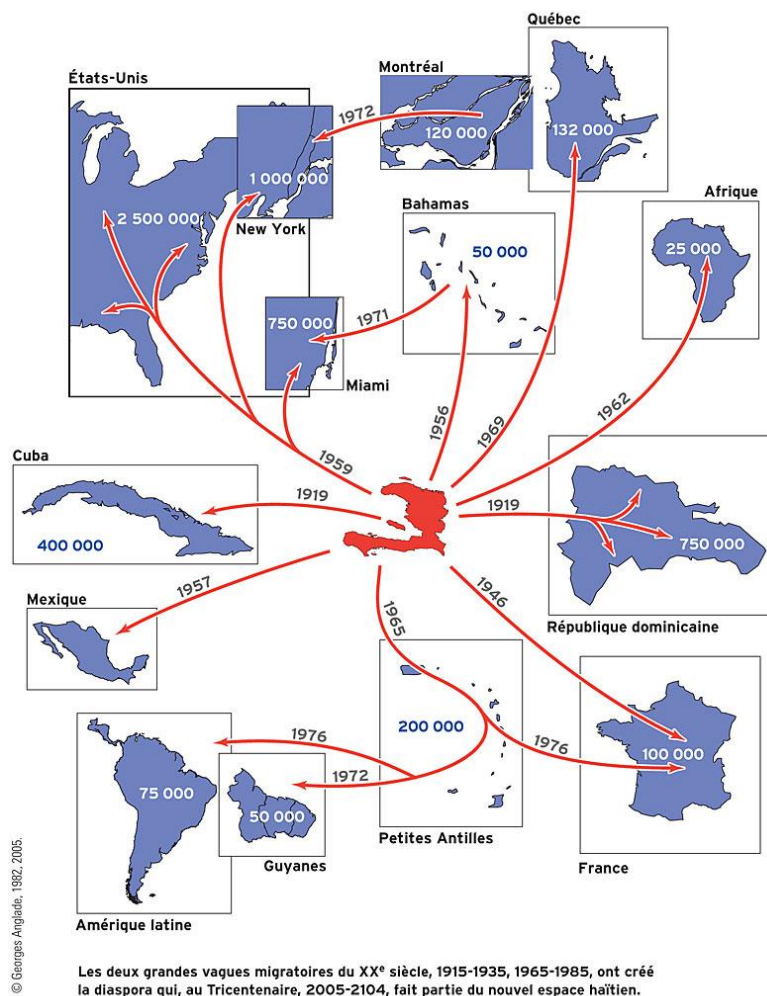 Québec
Montréal
États-Unis
1972
120 000
132 000
1 000 000
2 500 000
New York
Bahamas
50 000
Afrique
25 000
750 000
1971
Miami
1956
1969
1962
1959
Cuba
400 000
1919
1919
750 000
République dominicaine
Mexique
1957
1965
1946
200 000
1976
1972
1976
Petites Antilles
100 000
France
75 000
50 000
Guyanes
Amérique latine
© Georges Anglade, 1982, 2005.
Les deux grandes vagues migratoires du XXe siècle, 1915-1935, 1965-1985, ont créé
la diaspora qui, au Tricentenaire, 2005-2104, fait partie du nouvel espace haïtien.